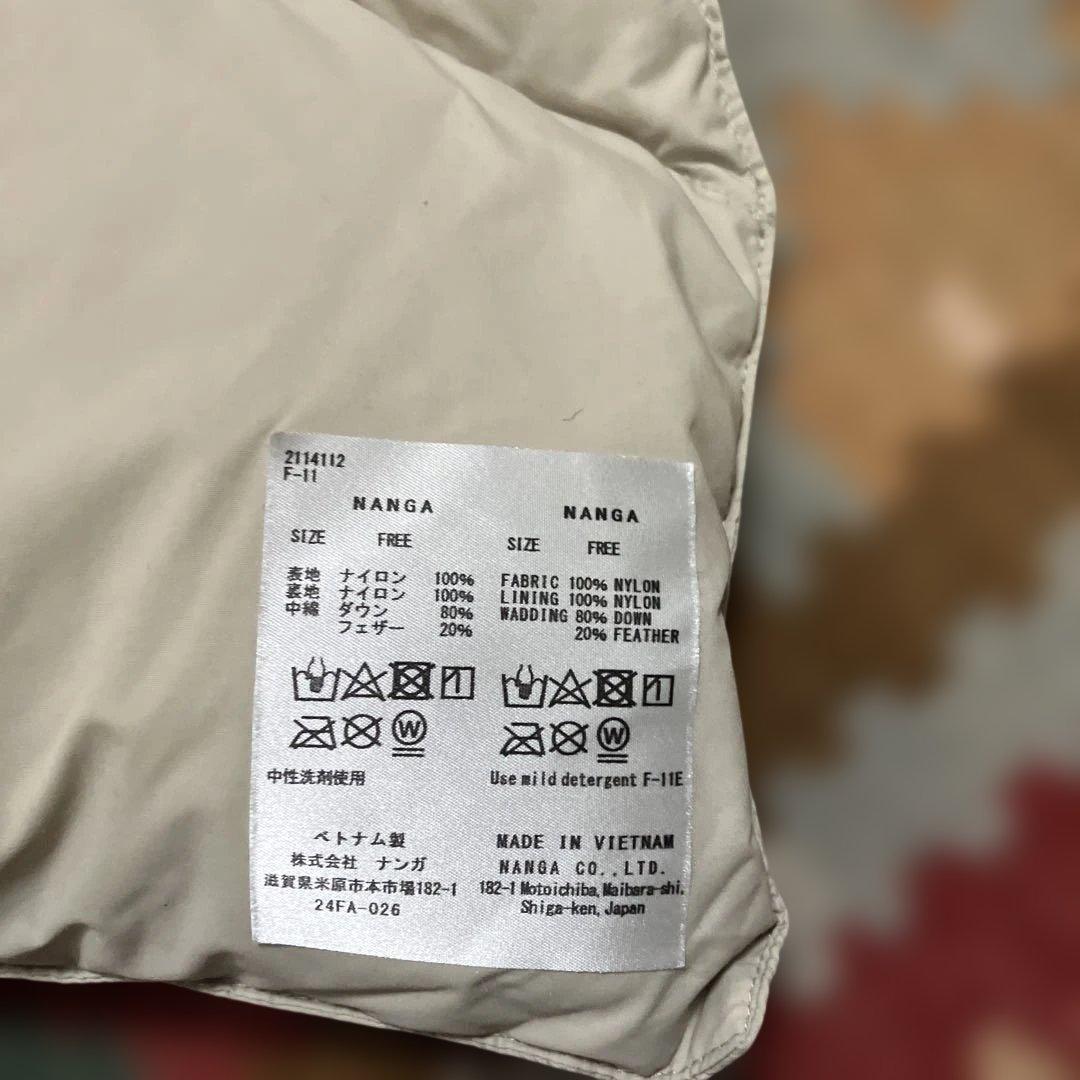 2114112
F-11
NANGA
SIZE FREE
表地 ナイロン 100%
裏地 ナイロン 100%
中綿 ダウン 80%
フェザー 20%
W
中性洗剤使用
ベトナム製
株式会社 ナンガ
滋賀県米原市本市場182-1
24FA-026
NANGA
SIZE FREE
FABRIC 100% NYLON
LINING 100% NYLON
WADDING 80% DOWN
20% FEATHER
W
Use mild detergent F-11E
MADE IN VIETNAM
NANGA CO.,LTD.
182-1 Motoichiba, Maibara-shi,
Shiga-ken, Japan